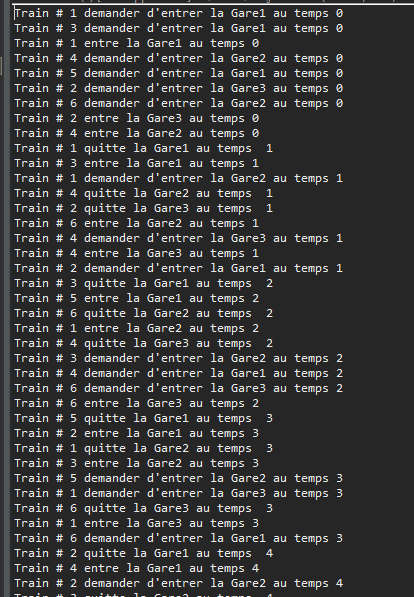 Train # 1 demander d'entrer la Gare1 au temps 0
Train # 3 demander d'entrer la Gare1 au temps 0
Train # 1 entre la Gare1 au temps 0
Train # 4 demander d'entrer la Gare2 au temps 0
Train # 5 demander d'entrer la Gare1 au temps 0
Train # 2 demander d'entrer la Gare3 au temps 0
Train # 6 demander d'entrer la Gare2 au temps 0
Train # 2 entre la Gare3 au temps 0
Train # 4 entre la Gare2 au temps 0
Train # 1 quitte la Gare1 au temps  1
Train # 3 entre la Gare1 au temps 1
Train # 1 demander d'entrer la Gare2 au temps 1
Train # 4 quitte la Gare2 au temps  1
Train # 2 quitte la Gare3 au temps  1
Train # 6 entre la Gare2 au temps 1
Train # 4 demander d'entrer la Gare3 au temps 1
Train # 4 entre la Gare3 au temps 1
Train # 2 demander d'entrer la Gare1 au temps 1
Train # 3 quitte la Gare1 au temps  2
Train # 5 entre la Gare1 au temps 2
Train # 6 quitte la Gare2 au temps  2
Train # 1 entre la Gare2 au temps 2
Train # 4 quitte la Gare3 au temps  2
Train # 3 demander d'entrer la Gare2 au temps 2
Train # 4 demander d'entrer la Gare1 au temps 2
Train # 6 demander d'entrer la Gare3 au temps 2
Train # 6 entre la Gare3 au temps 2
Train # 5 quitte la Gare1 au temps  3
Train # 2 entre la Gare1 au temps 3
Train # 1 quitte la Gare2 au temps  3
Train # 3 entre la Gare2 au temps 3
Train # 5 demander d'entrer la Gare2 au temps 3
Train # 1 demander d'entrer la Gare3 au temps 3
Train # 6 quitte la Gare3 au temps  3
Train # 1 entre la Gare3 au temps 3
Train # 6 demander d'entrer la Gare1 au temps 3
Train # 2 quitte la Gare1 au temps  4
Train # 4 entre la Gare1 au temps 4
Train # 2 demander d'entrer la Gare2 au temps 4